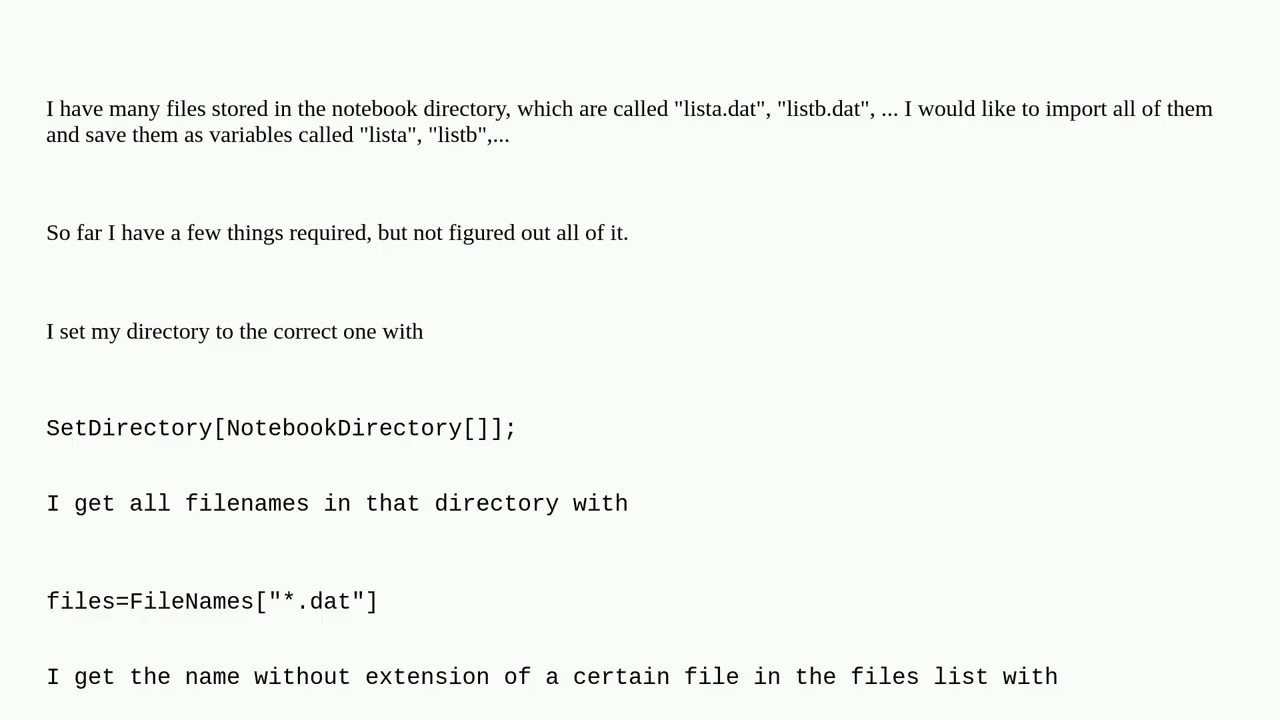 I have many files stored in the notebook directory, which are called "lista.dat", "listb.dat", ... I would like to import all of them
and save them as variables called "lista", "listb",...
So far I have a few things required, but not figured out all of it.
I set my directory to the correct one with
SetDirectory[NotebookDirectory[]];
I get all filenames in that directory with
files=FileNames["*.dat"]
I get the name without extension of a certain file in the files list with